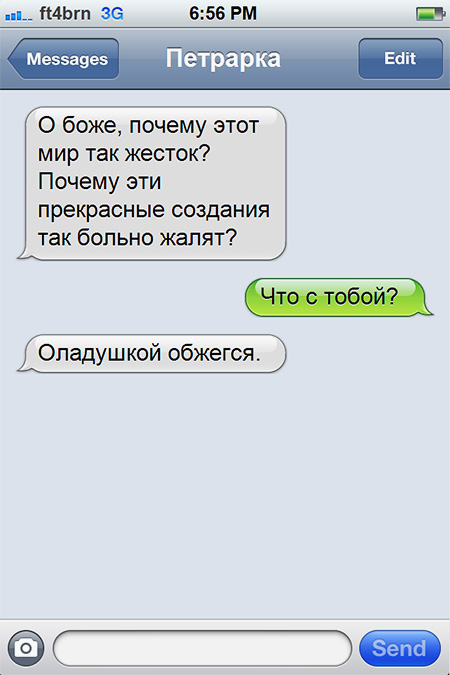 ft4brn 3G 6:56 PM
Messages Петрарка Edit
О боже, почему этот
мир так жесток?
Почему эти
прекрасные создания
так больно жалят?
Что с тобой?
Оладушкой обжегся.
Send